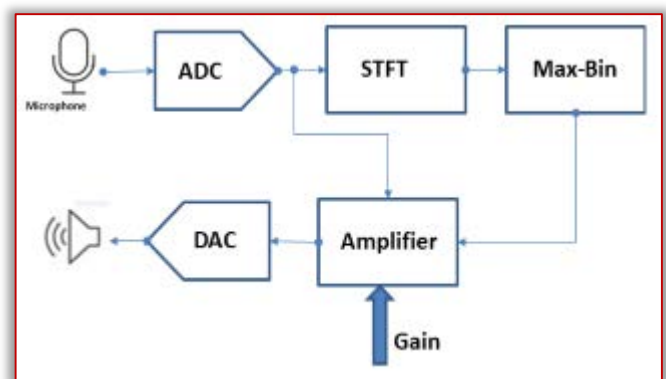 ADC
STFT
Max-Bin
Microphone
DAC
Amplifier
Gain